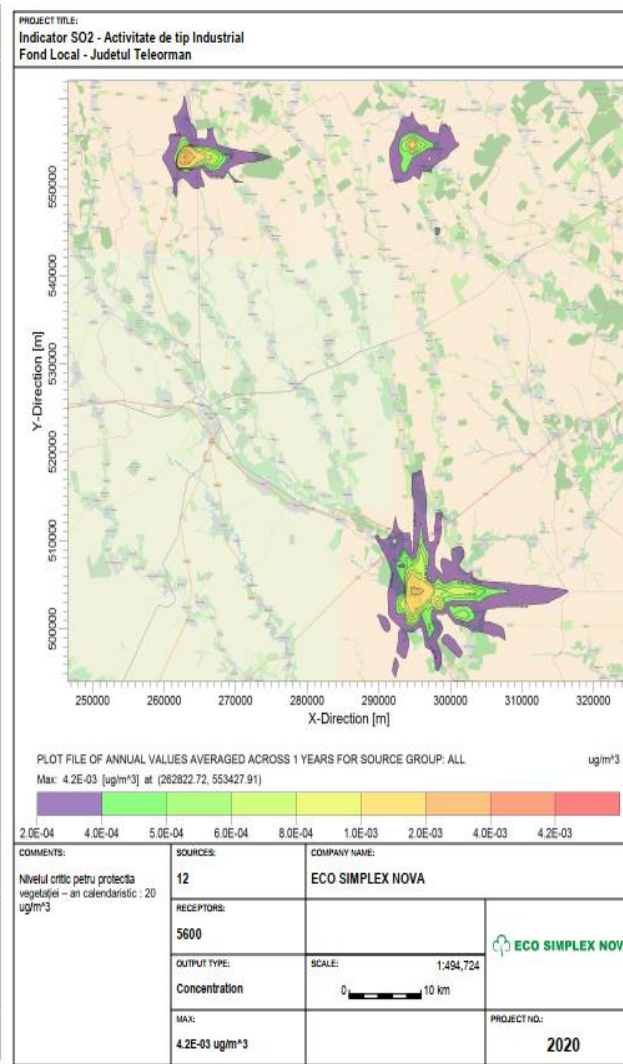 PROJECT TITLE:
Indicator SO2 - Activitate de tip Industrial
Fond Local - Judetul Teleorman
Y-Direction [m]
550000
540000
530000
520000
510000
500000
250000 260000 270000 280000 290000 300000 310000 320000
X-Direction [m]
PLOT FILE OF ANNUAL VALUES AVERAGED ACROSS 1 YEARS FOR SOURCE GROUP: ALL ug/m^3
Max: 4.2E-03 [ug/m^3] at (262822.72, 553427.91)
2.0E-04 4.0E-04 5.0E-04 6.0E-04 8.0E-04 1.0E-03 2.0E-03 4.0E-03 4.2E-03
COMMENTS:
Nivelul critic petru protectia
vegetației – an calendaristic : 20
ug/m^3
SOURCES:
12
COMPANY NAME:
ECO SIMPLEX NOVA
RECEPTORS:
5600
OUTPUT TYPE:
Concentration
SCALE: 1:494,724
0 10 km
ECO SIMPLEX NOV
MAX:
4.2E-03 ug/m^3
PROJECT NO.:
2020